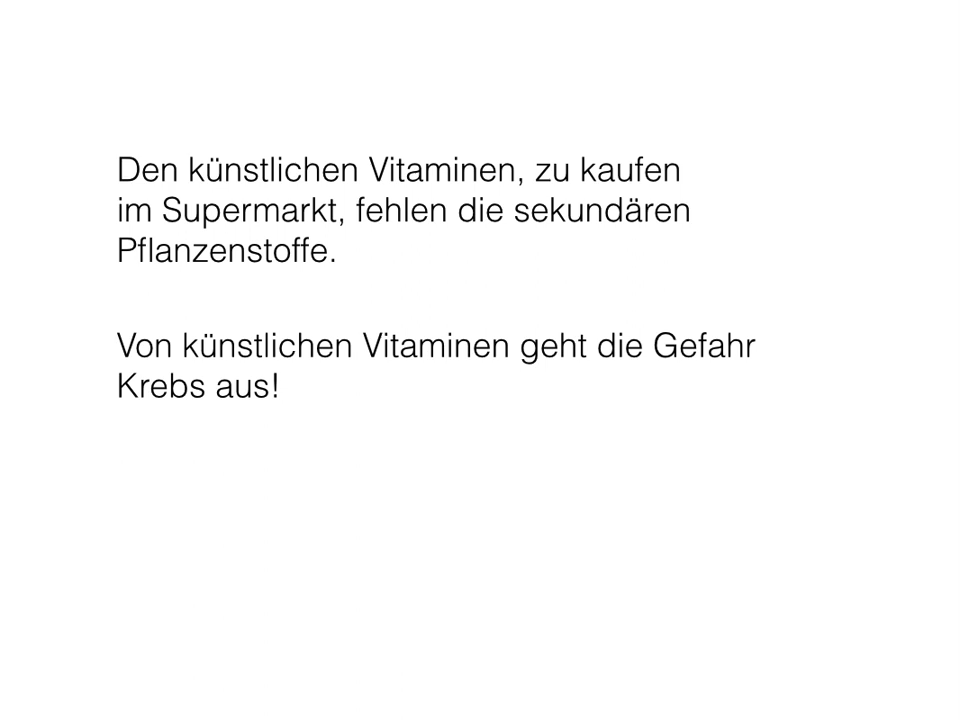 Den künstlichen Vitaminen, zu kaufen
im Supermarkt, fehlen die sekundären
Pflanzenstoffe.
Von künstlichen Vitaminen geht die Gefahr
Krebs aus!